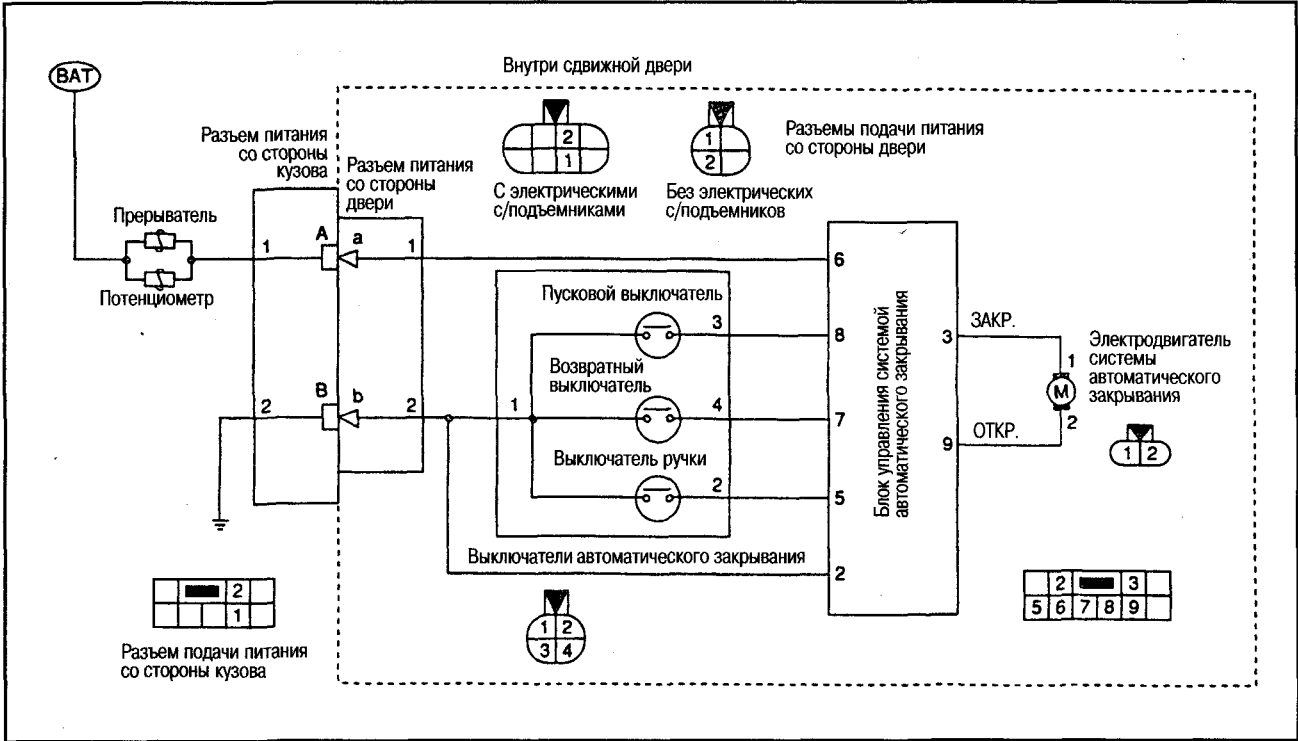 BAT
Внутри сдвижной двери
Разъем питания
со стороны
кузова
Разъем питания
со стороны
двери
2
1
С электрическими
с/подъемниками
1
2
Без электрических
с/подъемников
Разъемы подачи питания
со стороны двери
Прерыватель
Потенциометр
1
A
a
1
6
Пусковой выключатель
3
8
Возвратный
выключатель
4
7
Выключатель ручки
2
5
2
B
b
2
1
Выключатели автоматического закрывания
2
Блок управления системой
автоматического закрывания
3
ЗАКР.
9
ОТКР.
1
M
2
Электродвигатель
системы
автоматического
закрывания
1 2
2
1
Разъем подачи питания
со стороны кузова
1 2
3 4
2 3
5 6 7 8 9